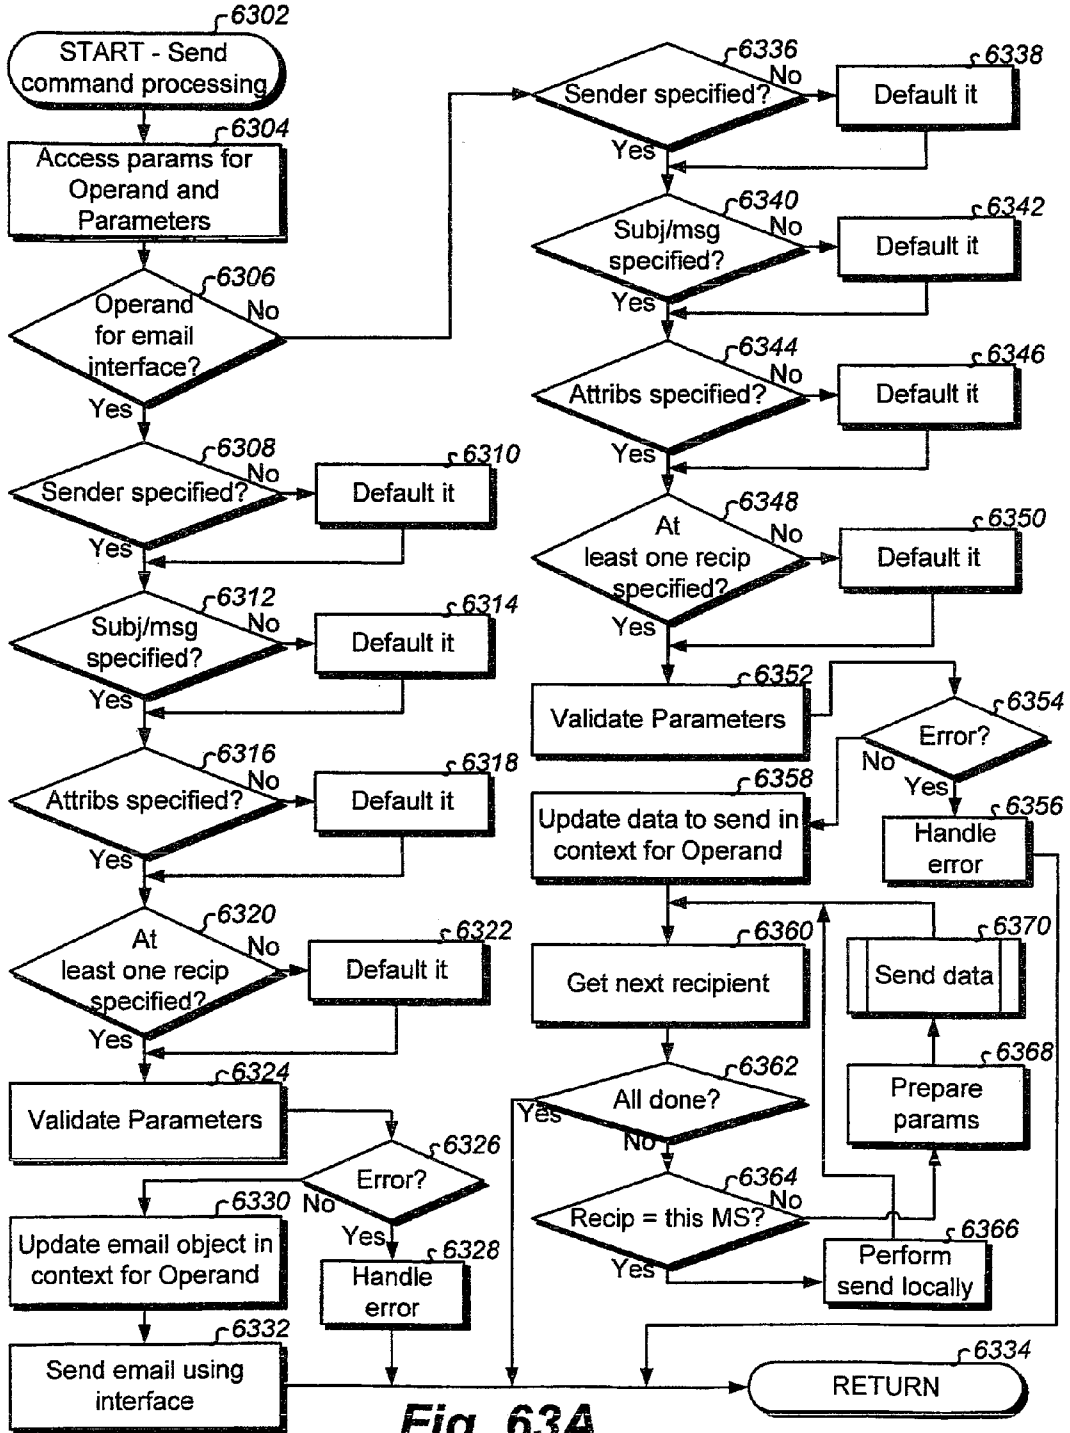 6302
START - Send
command processing
6304
Access params for
Operand and
Parameters
6306
Operand
for email
interface?
No
Yes
6308
Sender specified?
No
Yes
6310
Default it
6312
Subj/msg
specified?
No
Yes
6314
Default it
6316
Attribs specified?
No
Yes
6318
Default it
6320
At
least one recip
specified?
No
Yes
6322
Default it
6324
Validate Parameters
6326
Error?
No
Yes
6328
Handle
error
6330
Update email object in
context for Operand
6332
Send email using
interface
6336
Sender specified?
No
Yes
6338
Default it
6340
Subj/msg
specified?
No
Yes
6342
Default it
6344
Attribs specified?
No
Yes
6346
Default it
6348
At
least one recip
specified?
No
Yes
6350
Default it
6352
Validate Parameters
6354
Error?
No
Yes
6356
Handle
error
6358
Update data to send in
context for Operand
6360
Get next recipient
6362
All done?
Yes
No
6364
Recip = this MS?
No
Yes
6366
Perform
send locally
6368
Prepare
params
6370
Send data
6334
RETURN
Fig. 63A